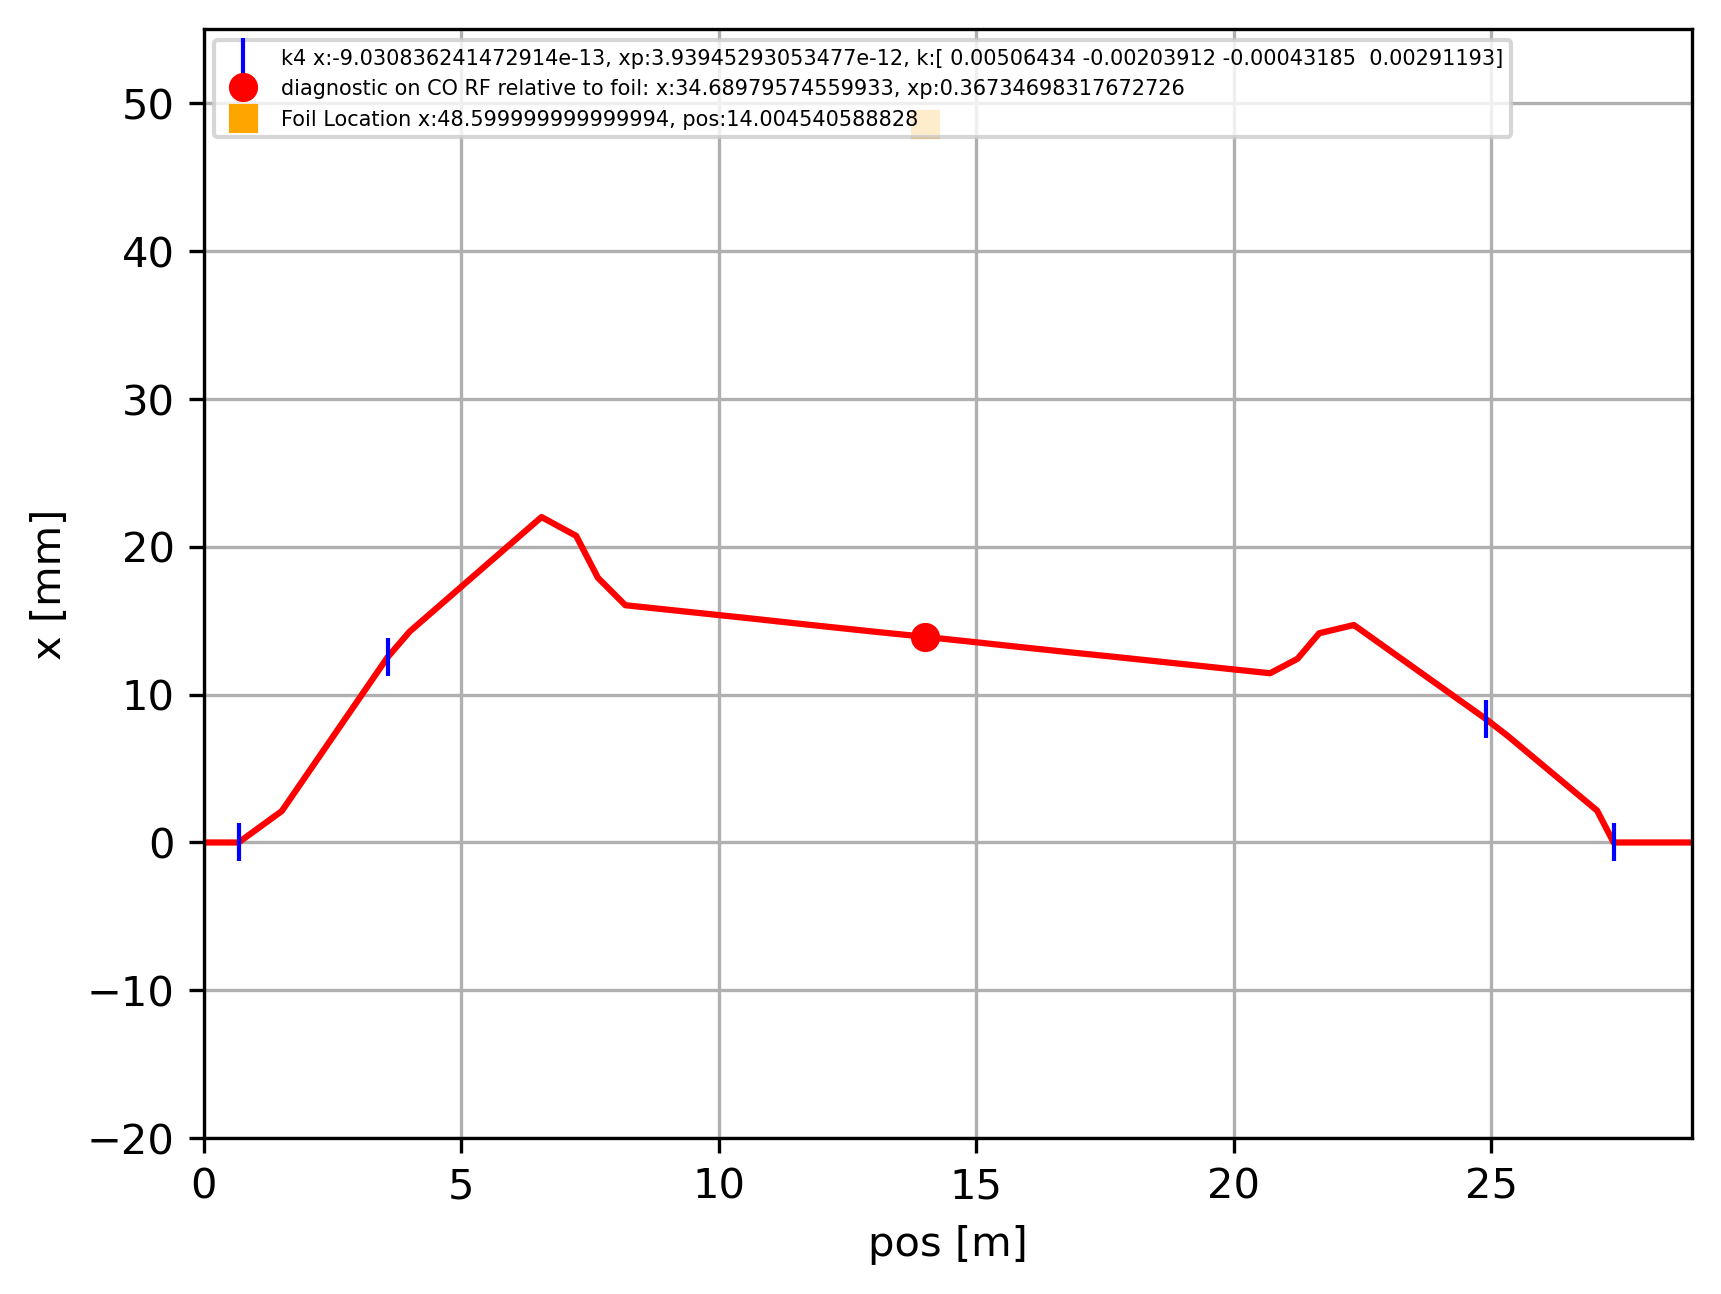 k4 x:-9.030836241472914e-13, xp:3.93945293053477e-12, k:[ 0.00506434 -0.00203912 -0.00043185  0.00291193]
diagnostic on CO RF relative to foil: x:34.68979574559933, xp:0.36734698317672726
Foil Location x:48.599999999999994, pos:14.004540588828
50
40
30
20
10
0
−10
−20
x [mm]
0 5 10 15 20 25
pos [m]